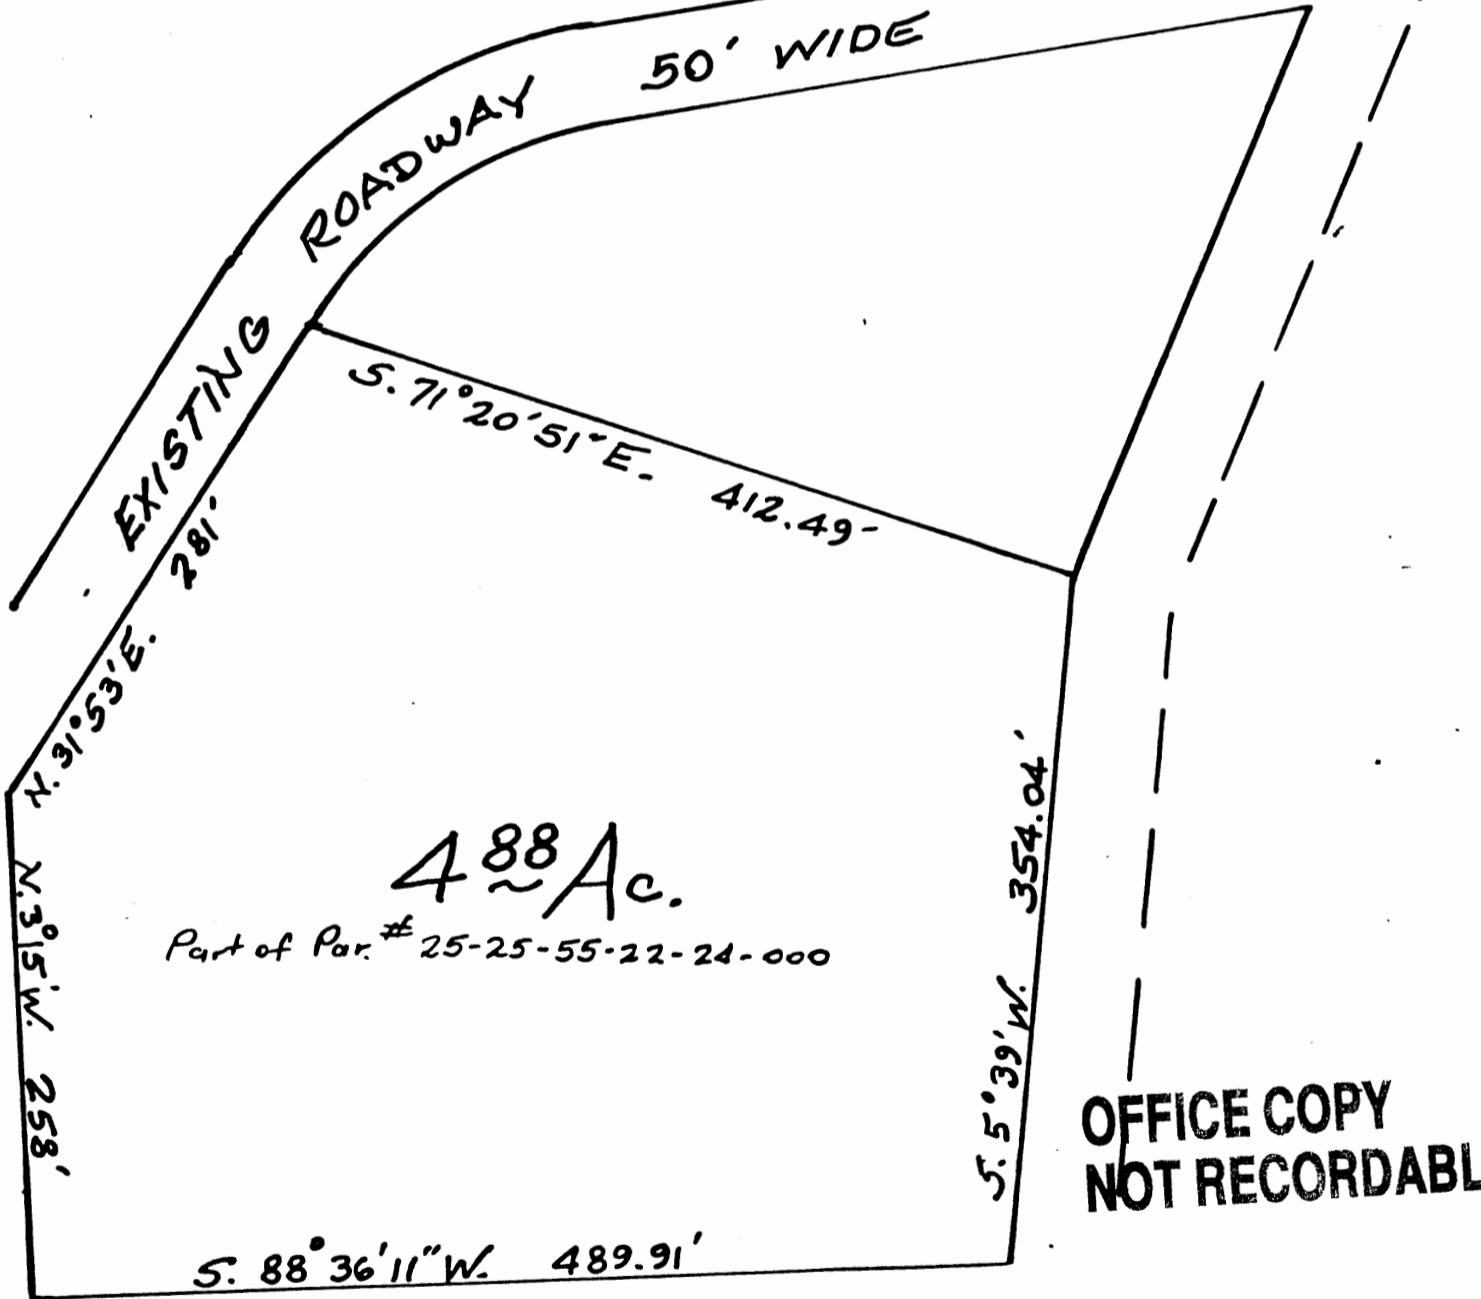 50' WIDE
EXISTING ROADWAY
S. 71°20'51"E. 412.49-
N. 31°53'E. 281'
4 88 Ac.
Part of Par. # 25-25-55-22-24-000
N. 3°15'W. 258'
S. 5°39'W. 354.04'
S. 88°36'11"W. 489.91'
OFFICE COPY
NOT RECORDABL